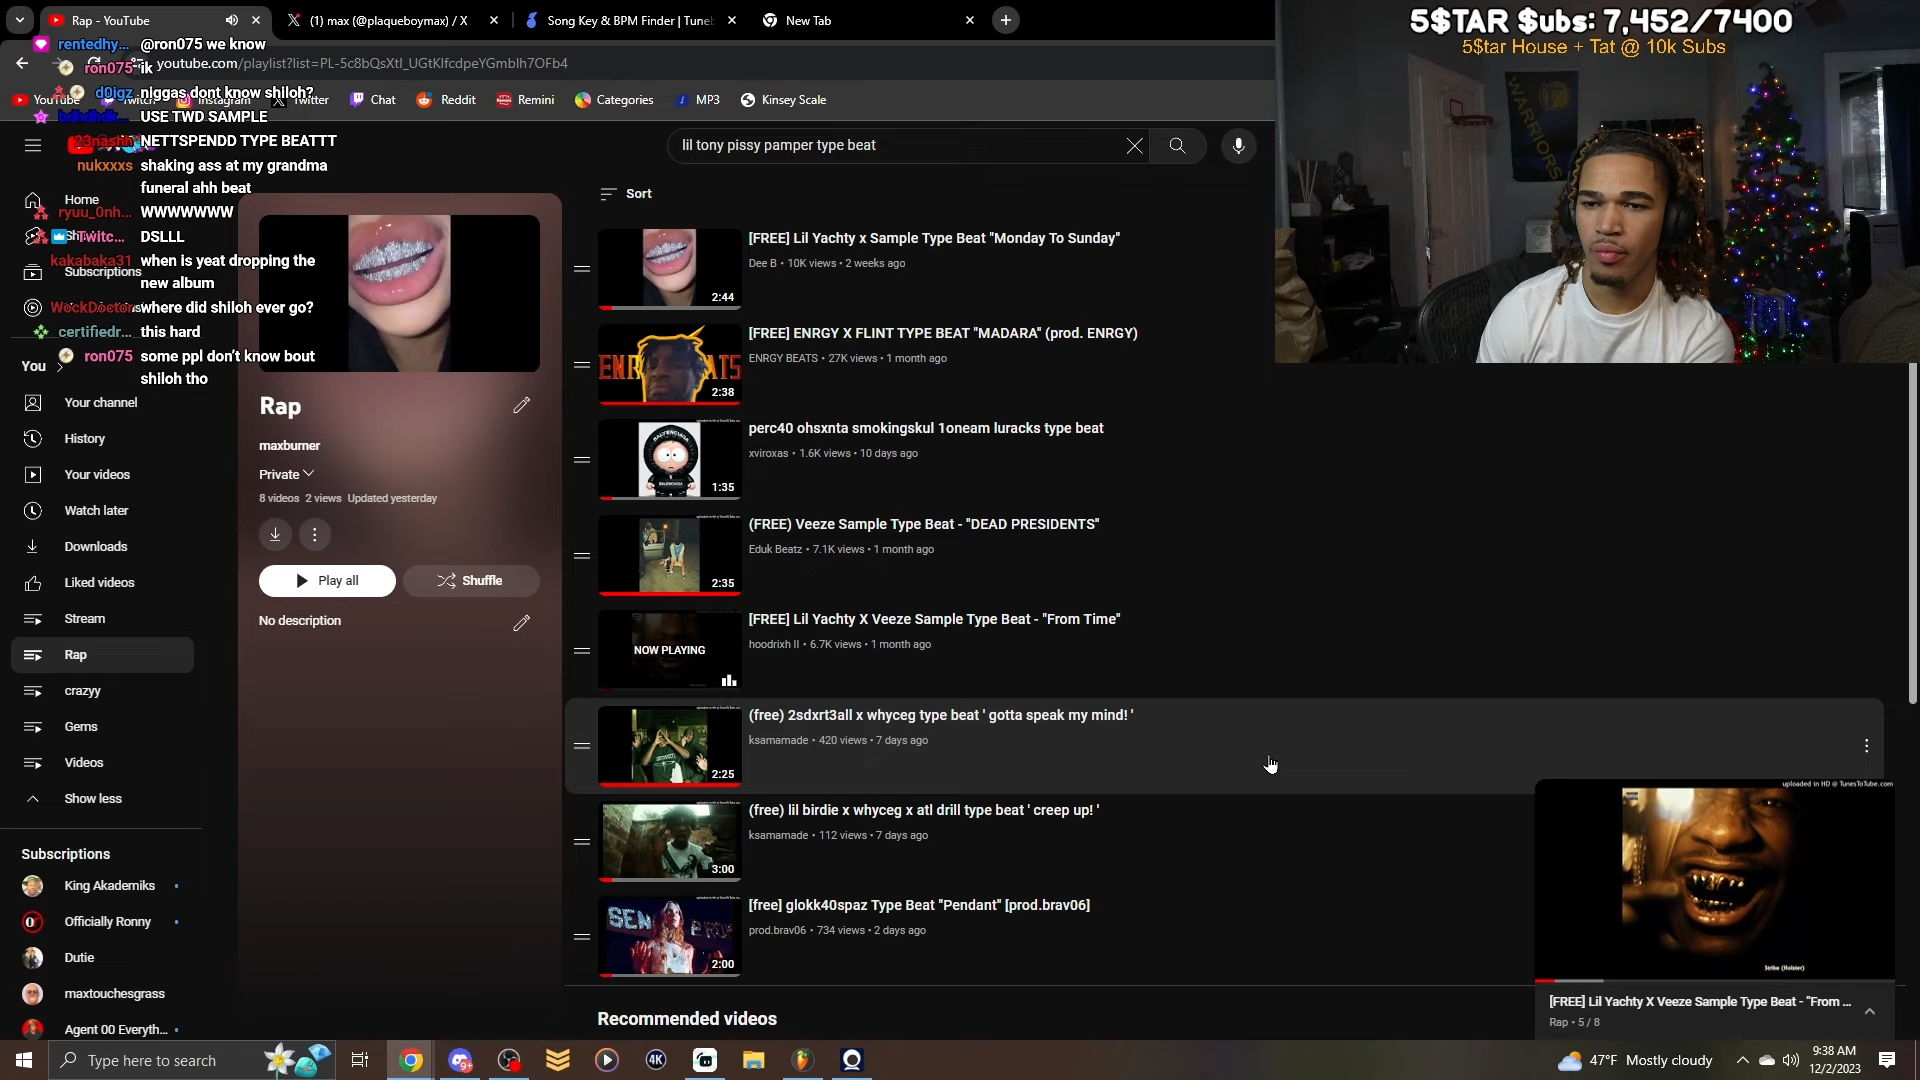 Rap - YouTube
(1) max (@plaqueboymax) / X
Song Key & BPM Finder | Tuneb
New Tab
5$TAR $ubs: 7,452/7400
5$tar House + Tat @ 10k Subs
youtube.com/playlist?list=PL-5c8bQsXtl_UGtKlfcdpeYGmblh7OFb4
YouTube
Twitch
Instagram
Twitter
Chat
Reddit
Remini
Categories
MP3
Kinsey Scale
rentedhy... @ron075 we know
ron075 ik
d0igz niggas dont know shiloh?
hdhdhdk... USE TWD SAMPLE
23nashh NETTSPENDD TYPE BEATTT
nukxxxs shaking ass at my grandma
funeral ahh beat
ryuu_0nh... WWWWWWW
Twitc... DSLLL
kakabaka31 when is yeat dropping the
new album
WockDoctor where did shiloh ever go?
certifiedr... this hard
ron075 some ppl don't know bout
shiloh tho
lil tony pissy pamper type beat
Home
Subscriptions
You
Your channel
History
Your videos
Watch later
Downloads
Liked videos
Stream
Rap
crazyy
Gems
Videos
Show less
Subscriptions
King Akademiks
Officially Ronny
Dutie
maxtouchesgrass
Agent 00 Everyth...
Rap
maxburner
Private
8 videos 2 views Updated yesterday
Play all
Shuffle
No description
Sort
[FREE] Lil Yachty x Sample Type Beat "Monday To Sunday"
Dee B • 10K views • 2 weeks ago
2:44
[FREE] ENRGY X FLINT TYPE BEAT "MADARA" (prod. ENRGY)
ENRGY BEATS • 27K views • 1 month ago
2:38
perc40 ohsxnta smokingskul 1oneam luracks type beat
xviroxas • 1.6K views • 10 days ago
1:35
(FREE) Veeze Sample Type Beat - "DEAD PRESIDENTS"
Eduk Beatz • 7.1K views • 1 month ago
2:35
[FREE] Lil Yachty X Veeze Sample Type Beat - "From Time"
hoodrixh II • 6.7K views • 1 month ago
NOW PLAYING
(free) 2sdxrt3all x whyceg type beat ' gotta speak my mind! '
ksamamade • 420 views • 7 days ago
2:25
(free) lil birdie x whyceg x atl drill type beat ' creep up! '
ksamamade • 112 views • 7 days ago
3:00
[free] glokk40spaz Type Beat "Pendant" [prod.brav06]
prod.brav06 • 734 views • 2 days ago
2:00
Recommended videos
WARRIORS
uploaded in HD @ TunesToTube.com
Strike (Holster)
[FREE] Lil Yachty X Veeze Sample Type Beat - "From ...
Rap • 5 / 8
Type here to search
47°F Mostly cloudy
9:38 AM
12/2/2023